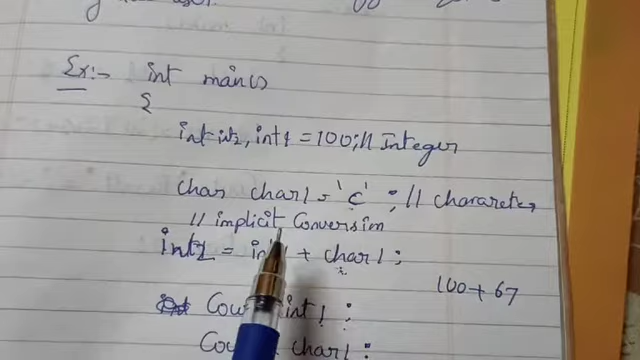 Ex:- int main()
{
int int2, int1 = 100; // Integer
char char1 = 'C' ; // Character
// implicit Conversion
int2 = int1 + char1 ;
100+67
Cout int1 ;
Cout char1 ;